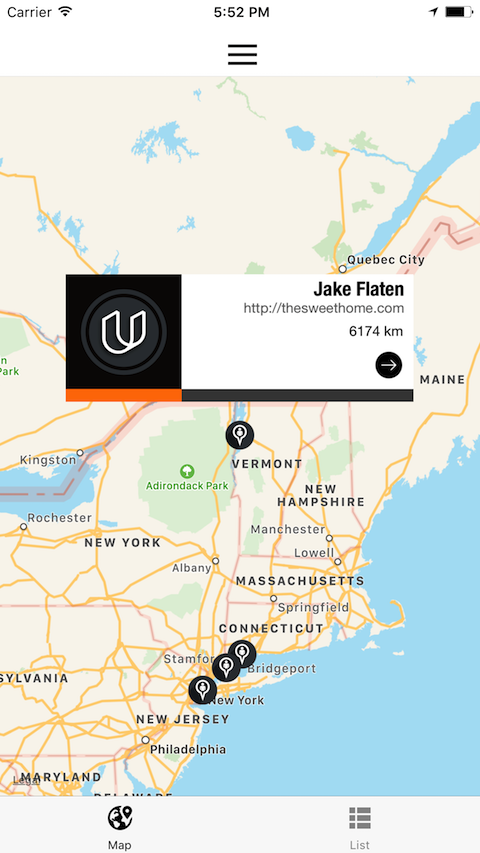 Carrier
5:52 PM
Quebec City
Jake Flaten
http://thesweethome.com
6174 km
Park
MAINE
Kingston
VERMONT
Adirondack Park
NEW
HAMPSHIRE
Rochester
Manchester
NEW YORK
Lowell
Albany
MASSACHUSETTS
Springfield
CONNECTICUT
Stamfor
Bridgeport
SYLVANIA
New York
NEW JERSEY
Philadelphia
Legal
MARYLAND
DELAWARE
Map
List